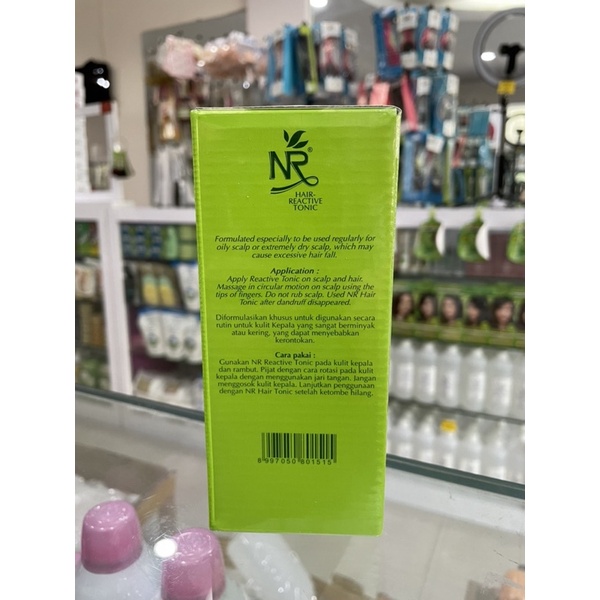 NR®
HAIR-
REACTIVE
TONIC
Formulated especially to be used regularly for
oily scalp or extremely dry scalp, which may
cause excessive hair fall.
Application :
Apply Reactive Tonic on scalp and hair.
Massage in circular motion on scalp using the
tips of fingers. Do not rub scalp. Used NR Hair
Tonic after dandruff disappeared.
Diformulasikan khusus untuk digunakan secara
rutin untuk kulit Kepala yang sangat berminyak
atau kering, yang dapat menyebabkan
kerontokan.
Cara pakai :
Gunakan NR Reactive Tonic pada kulit kepala
dan rambut. Pijat dengan cara rotasi pada kulit
kepala dengan menggunakan jari tangan. Jangan
menggosok kulit kepala. Lanjutkan penggunaan
dengan NR Hair Tonic setelah ketombe hilang.
8 997050 801515